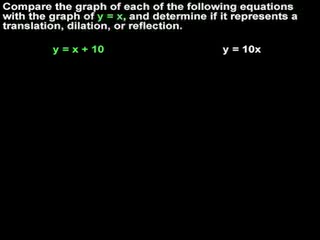 Compare the graph of each of the following equations
with the graph of y = x, and determine if it represents a
translation, dilation, or reflection.
y = x + 10 y = 10x